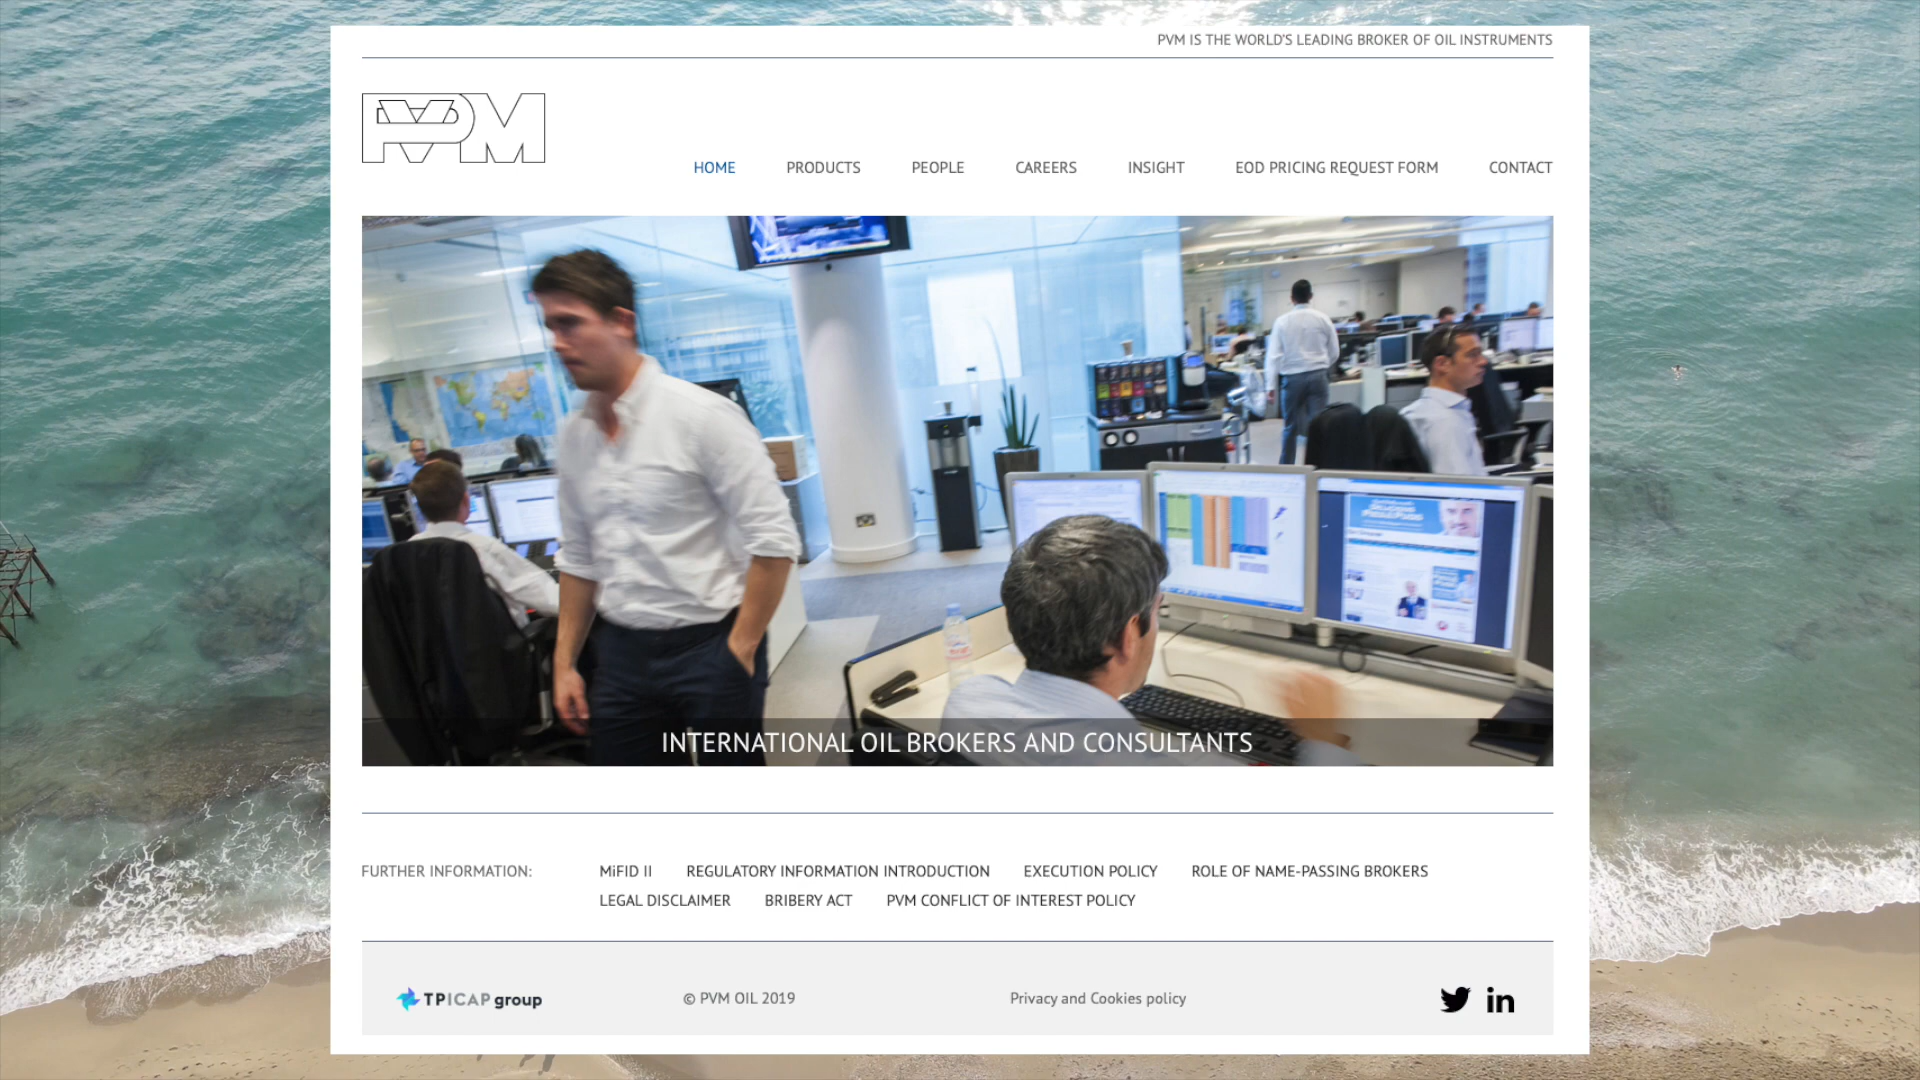 PVM IS THE WORLD'S LEADING BROKER OF OIL INSTRUMENTS
PVM
HOME PRODUCTS PEOPLE CAREERS INSIGHT EOD PRICING REQUEST FORM CONTACT
INTERNATIONAL OIL BROKERS AND CONSULTANTS
FURTHER INFORMATION: MiFID II REGULATORY INFORMATION INTRODUCTION EXECUTION POLICY ROLE OF NAME-PASSING BROKERS
LEGAL DISCLAIMER BRIBERY ACT PVM CONFLICT OF INTEREST POLICY
TPICAP group © PVM OIL 2019 Privacy and Cookies policy in